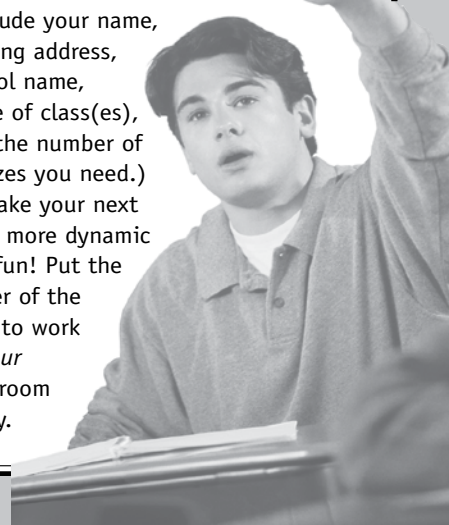 ude your name,
ng address,
ol name,
e of class(es),
the number of
zes you need.)
ake your next
more dynamic
fun! Put the
er of the
to work
ur
room
y.